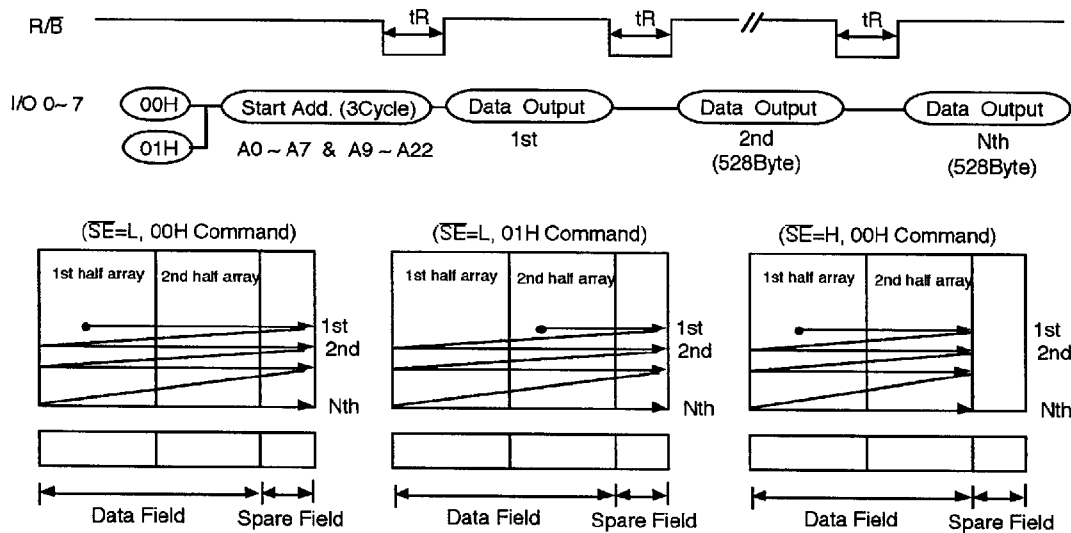 R/B̅ tR tR tR
I/O 0~ 7 00H Start Add. (3Cycle) Data Output Data Output Data Output
01H A0 ~ A7 & A9 ~ A22 1st 2nd Nth
(528Byte) (528Byte)
(S̅E̅=L, 00H Command) (S̅E̅=L, 01H Command) (S̅E̅=H, 00H Command)
1st half array 2nd half array 1st half array 2nd half array 1st half array 2nd half array
1st 1st 1st
2nd 2nd 2nd
Nth Nth Nth
Data Field Spare Field Data Field Spare Field Data Field Spare Field